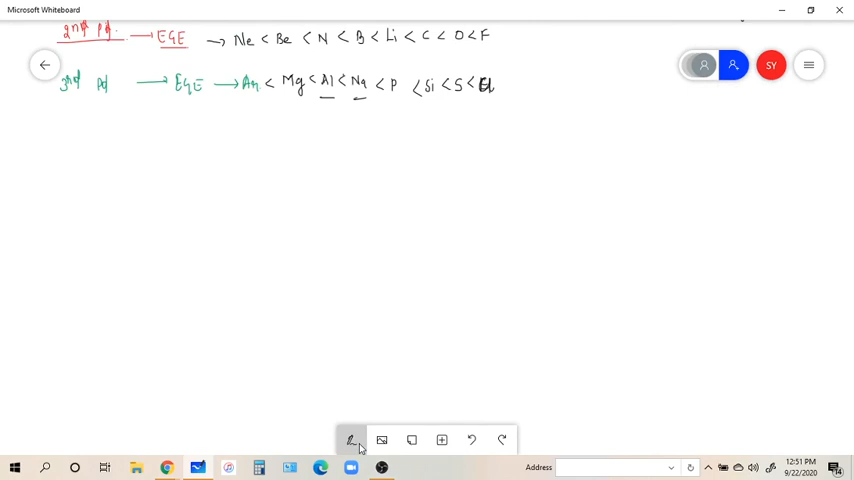 Microsoft Whiteboard
2nd Pd. → EGE → Ne < Be < N < B < Li < C < O < F
SY
3rd Pd → EGE → Ar < Mg < Al < Na < P < Si < S < Cl
Address
12:51 PM
9/22/2020
14